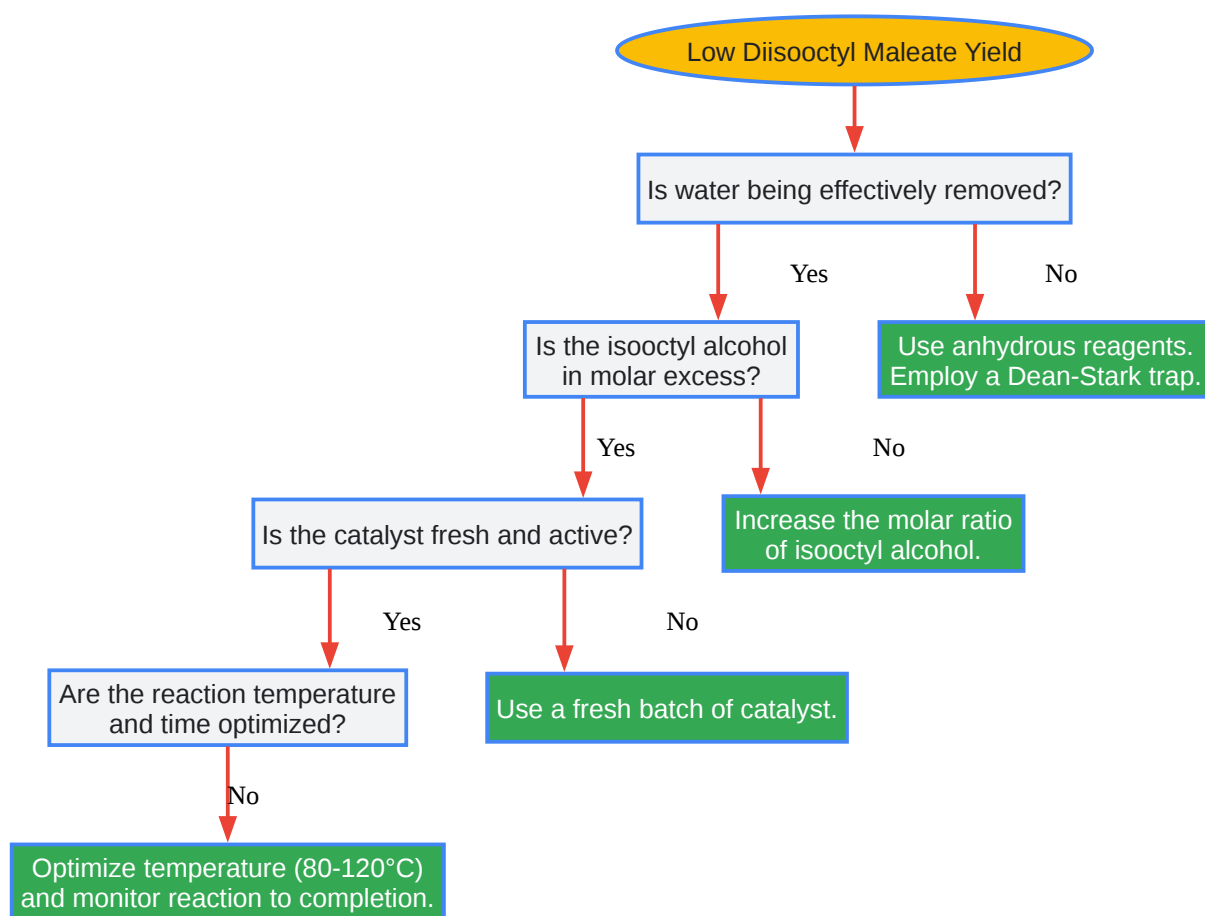 Low Diisooctyl Maleate Yield
Is water being effectively removed?
Yes
No
Is the isooctyl alcohol
in molar excess?
Use anhydrous reagents.
Employ a Dean-Stark trap.
Yes
No
Is the catalyst fresh and active?
Increase the molar ratio
of isooctyl alcohol.
Yes
No
Are the reaction temperature
and time optimized?
Use a fresh batch of catalyst.
No
Optimize temperature (80-120°C)
and monitor reaction to completion.